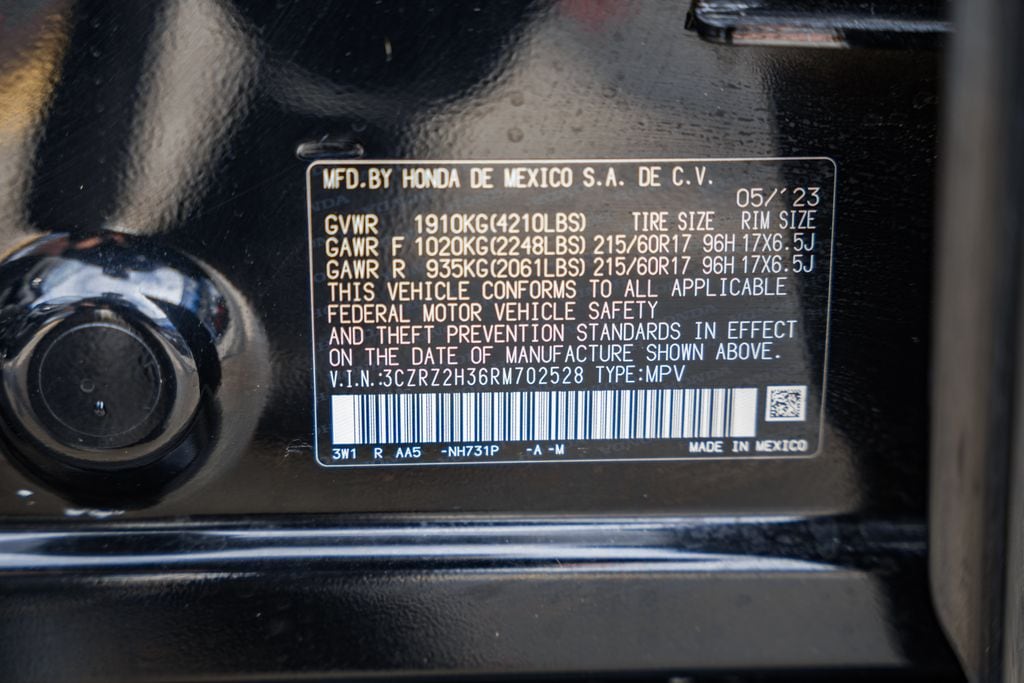 MFD.BY HONDA DE MEXICO S.A. DE C.V.
05/'23
GVWR 1910KG(4210LBS) TIRE SIZE RIM SIZE
GAWR F 1020KG(2248LBS) 215/60R17 96H 17X6.5J
GAWR R 935KG(2061LBS) 215/60R17 96H 17X6.5J
THIS VEHICLE CONFORMS TO ALL APPLICABLE
FEDERAL MOTOR VEHICLE SAFETY
AND THEFT PREVENTION STANDARDS IN EFFECT
ON THE DATE OF MANUFACTURE SHOWN ABOVE.
V.I.N.:3CZRZ2H36RM702528 TYPE:MPV
3W1 R AA5 -NH731P -A -M MADE IN MEXICO